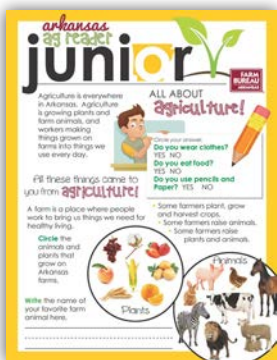 arkansas
ag reader
junior
FARM
BUREAU
ARKANSAS
Agriculture is everywhere
in Arkansas. Agriculture
is growing plants and
farm animals, and
workers making
things grown on
farms into things we
use every day.
ALL ABOUT
agriculture!
Circle your answer
Do you wear clothes?
YES NO
Do you eat food?
YES NO
Do you use pencils and
Paper? YES NO
All these things come to
you from agriculture!
A farm is a place where people
work to bring us things we need for
healthy living.
Some farmers plant, grow
and harvest crops.
Some farmers raise animals.
Some farmers raise
plants and animals.
Circle the
animals and
plants that
grow on
Arkansas
farms.
Write the name of
your favorite farm
animal here.
Plants
Animals